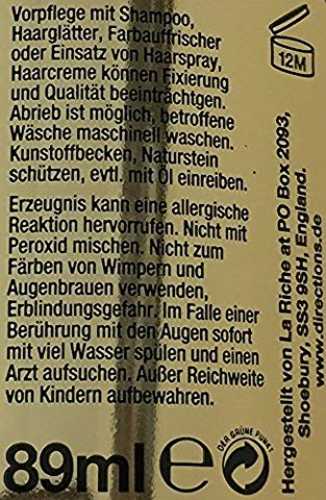 Vorpflege mit Shampoo,
Haarglätter, Farbauffrischer
oder Einsatz von Haarspray,
Haarcreme können Fixierung
und Qualität beeinträchtgen.
Abrieb ist möglich, betroffene
Wäsche maschinell waschen.
Kunstoffbecken, Naturstein
schützen, evtl. mit Öl einreiben.
Erzeugnis kann eine allergische
Reaktion hervorrufen. Nicht mit
Peroxid mischen. Nicht zum
Färben von Wimpern und
Augenbrauen verwenden,
Erblindungsgefahr. Im Falle einer
Berührung mit den Augen sofort
mit viel Wasser spülen und einen
Arzt aufsuchen. Außer Reichweite
von Kindern aufbewahren.
89ml e
DER GRÜNE PUNKT
12M
Hergestellt von La Riche at PO Box 2093,
Shoebury, SS3 9SH, England.
www.directions.de